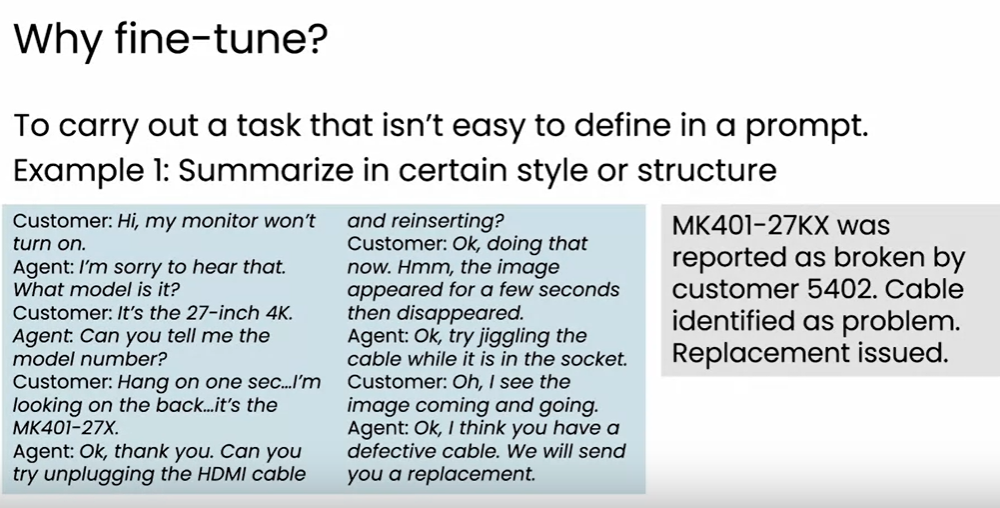 Why fine-tune?
To carry out a task that isn't easy to define in a prompt.
Example 1: Summarize in certain style or structure
Customer: Hi, my monitor won't
turn on.
Agent: I'm sorry to hear that.
What model is it?
Customer: It's the 27-inch 4K.
Agent: Can you tell me the
model number?
Customer: Hang on one sec...I'm
looking on the back...it's the
MK401-27X.
Agent: Ok, thank you. Can you
try unplugging the HDMI cable
and reinserting?
Customer: Ok, doing that
now. Hmm, the image
appeared for a few seconds
then disappeared.
Agent: Ok, try jiggling the
cable while it is in the socket.
Customer: Oh, I see the
image coming and going.
Agent: Ok, I think you have a
defective cable. We will send
you a replacement.
MK401-27KX was
reported as broken by
customer 5402. Cable
identified as problem.
Replacement issued.